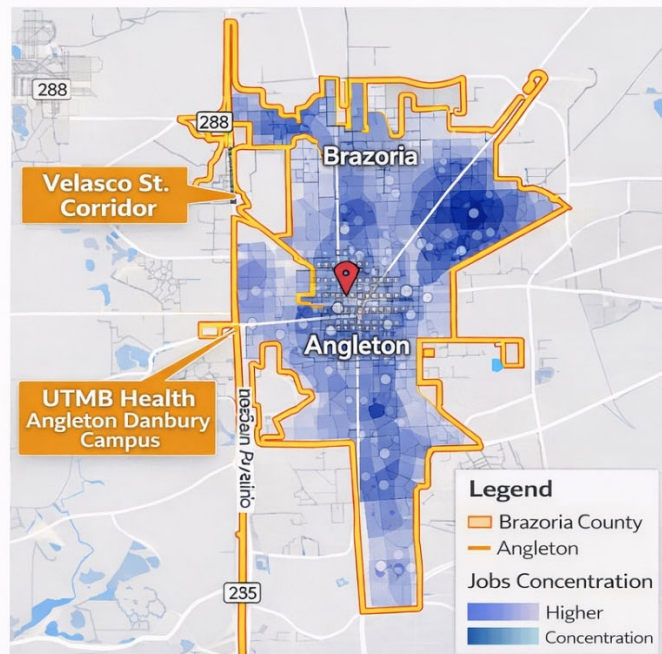 288
288
Brazoria
Velasco St.
Corridor
Angleton
UTMB Health
Angleton Danbury
Campus
235
Legend
Brazoria County
Angleton
Jobs Concentration
Higher
Concentration